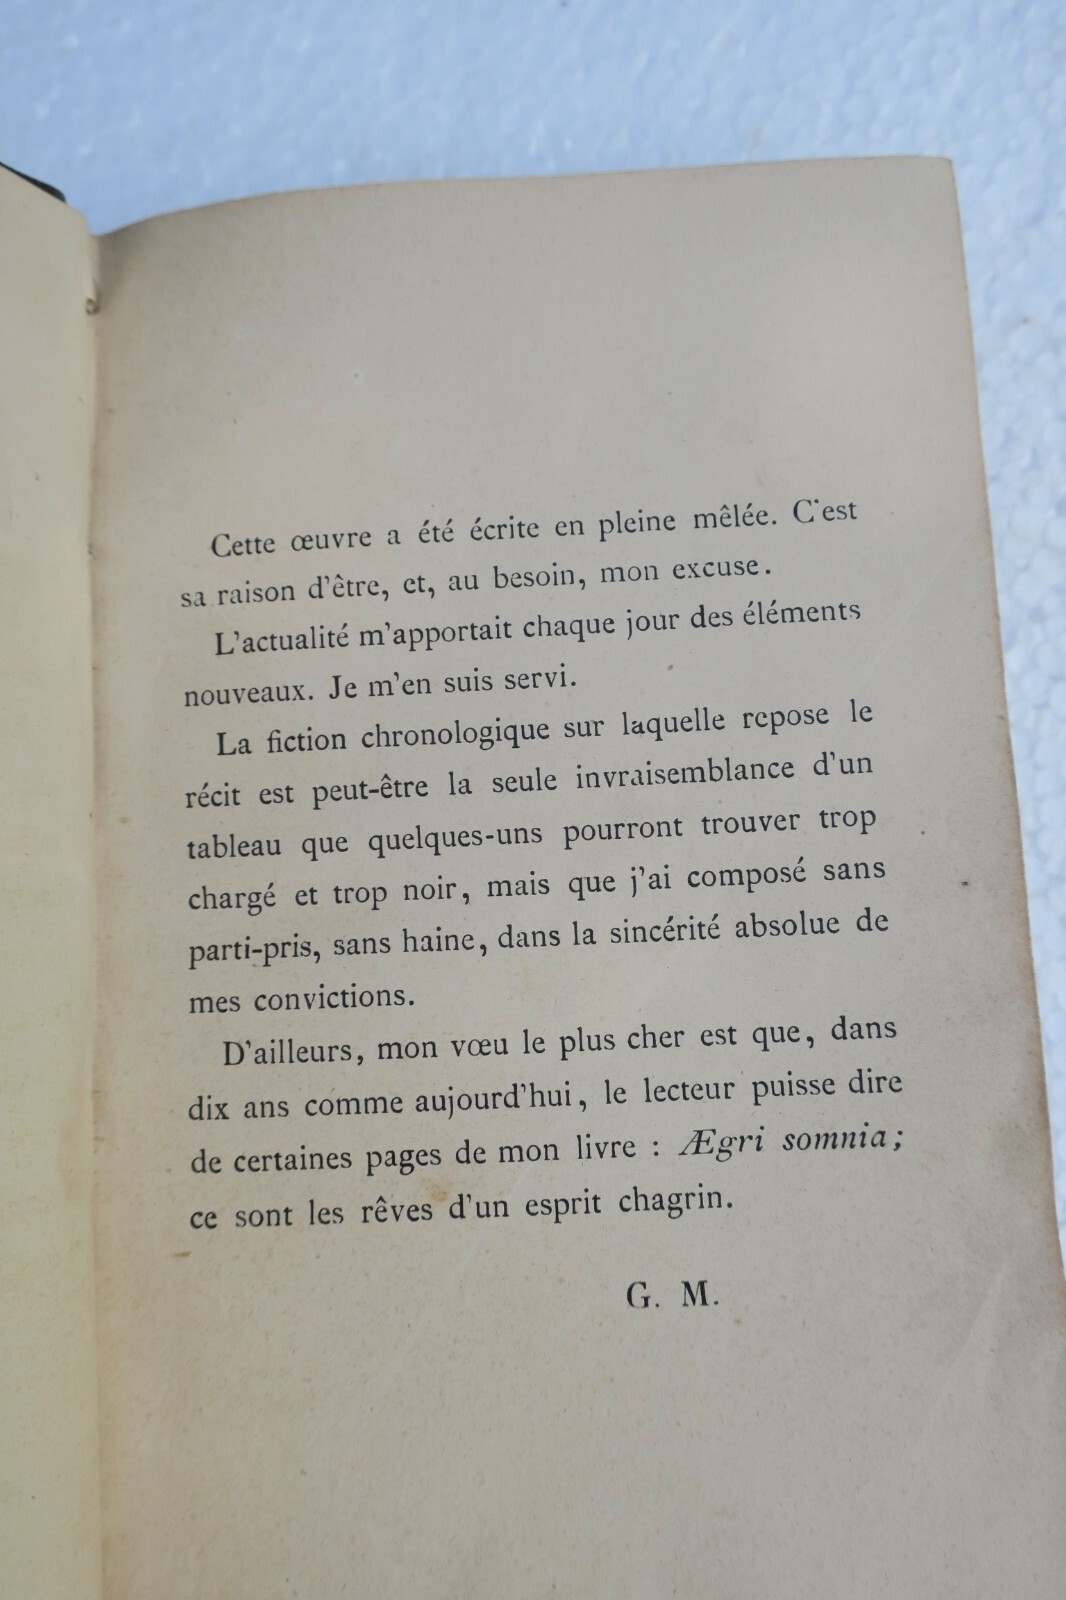 Cette œuvre a été écrite en pleine mêlée. C'est
sa raison d'être, et, au besoin, mon excuse.
L'actualité m'apportait chaque jour des éléments
nouveaux. Je m'en suis servi.
La fiction chronologique sur laquelle repose le
récit est peut-être la seule invraisemblance d'un
tableau que quelques-uns pourront trouver trop
chargé et trop noir, mais que j'ai composé sans
parti-pris, sans haine, dans la sincérité absolue de
mes convictions.
D'ailleurs, mon vœu le plus cher est que, dans
dix ans comme aujourd'hui, le lecteur puisse dire
de certaines pages de mon livre : Ægri somnia;
ce sont les rêves d'un esprit chagrin.
G. M.